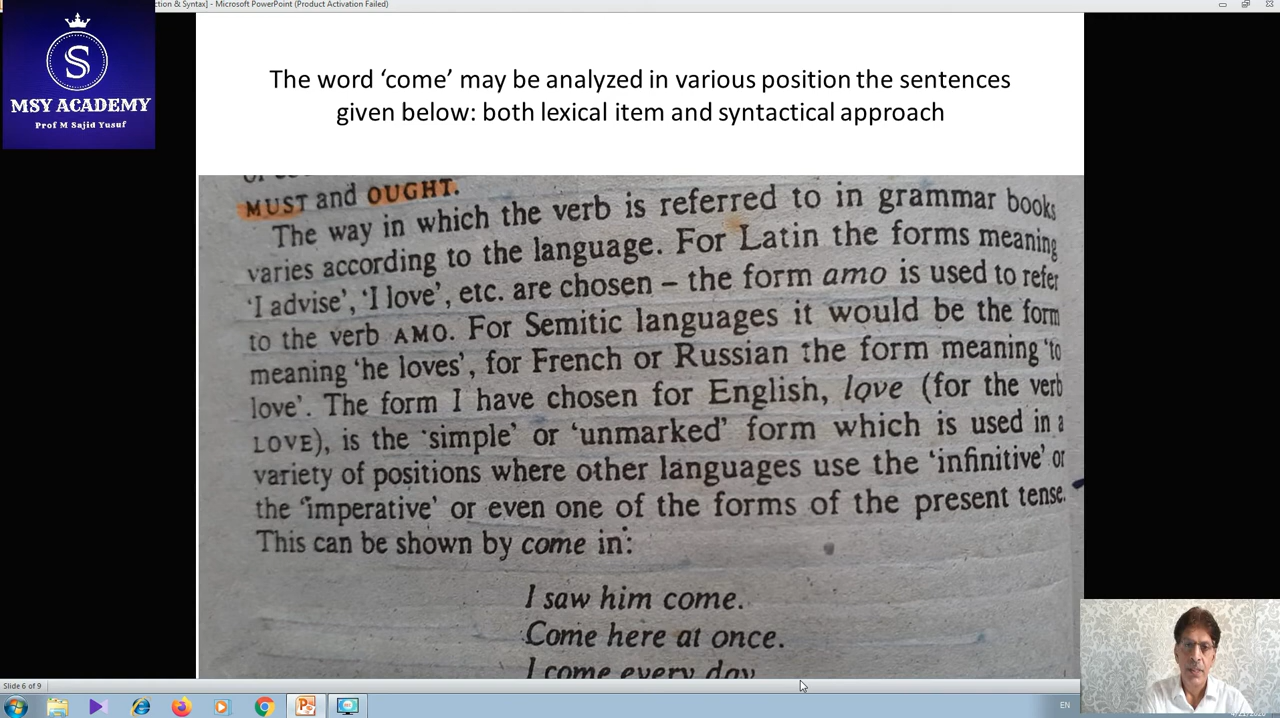 ction & Syntax] - Microsoft PowerPoint (Product Activation Failed)
S
MSY ACADEMY
Prof M Sajid Yusuf
The word ‘come’ may be analyzed in various position the sentences
given below: both lexical item and syntactical approach
MUST and OUGHT.
The way in which the verb is referred to in grammar books
varies according to the language. For Latin the forms meaning
‘I advise’, ‘I love’, etc. are chosen – the form amo is used to refer
to the verb AMO. For Semitic languages it would be the form
meaning ‘he loves’, for French or Russian the form meaning ‘to
love’. The form I have chosen for English, love (for the verb
LOVE), is the ‘simple’ or ‘unmarked’ form which is used in a
variety of positions where other languages use the ‘infinitive’ or
the ‘imperative’ or even one of the forms of the present tense.
This can be shown by come in:
I saw him come.
Come here at once.
I come every day
Slide 6 of 9
EN